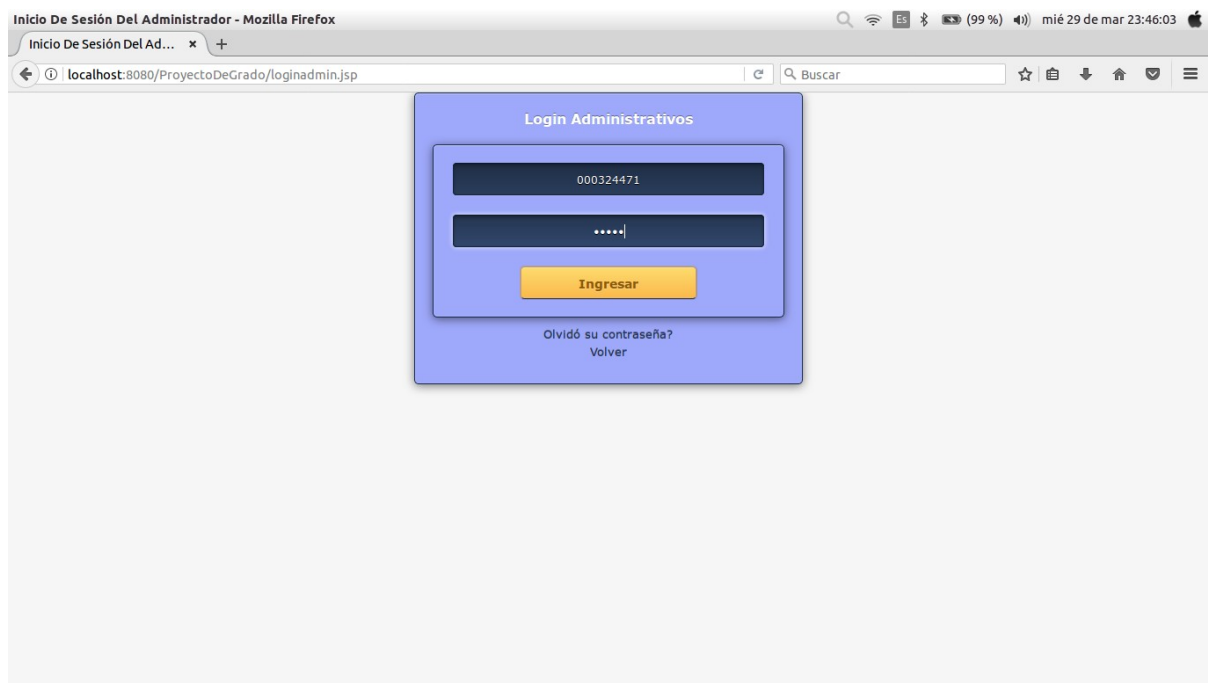 Inicio De Sesión Del Administrador - Mozilla Firefox
Es (99 %) mié 29 de mar 23:46:03
Inicio De Sesión Del Ad... × +
localhost:8080/ProyectoDeGrado/loginadmin.jsp
Buscar
Login Administrativos
000324471
•••••
Ingresar
Olvidó su contraseña?
Volver